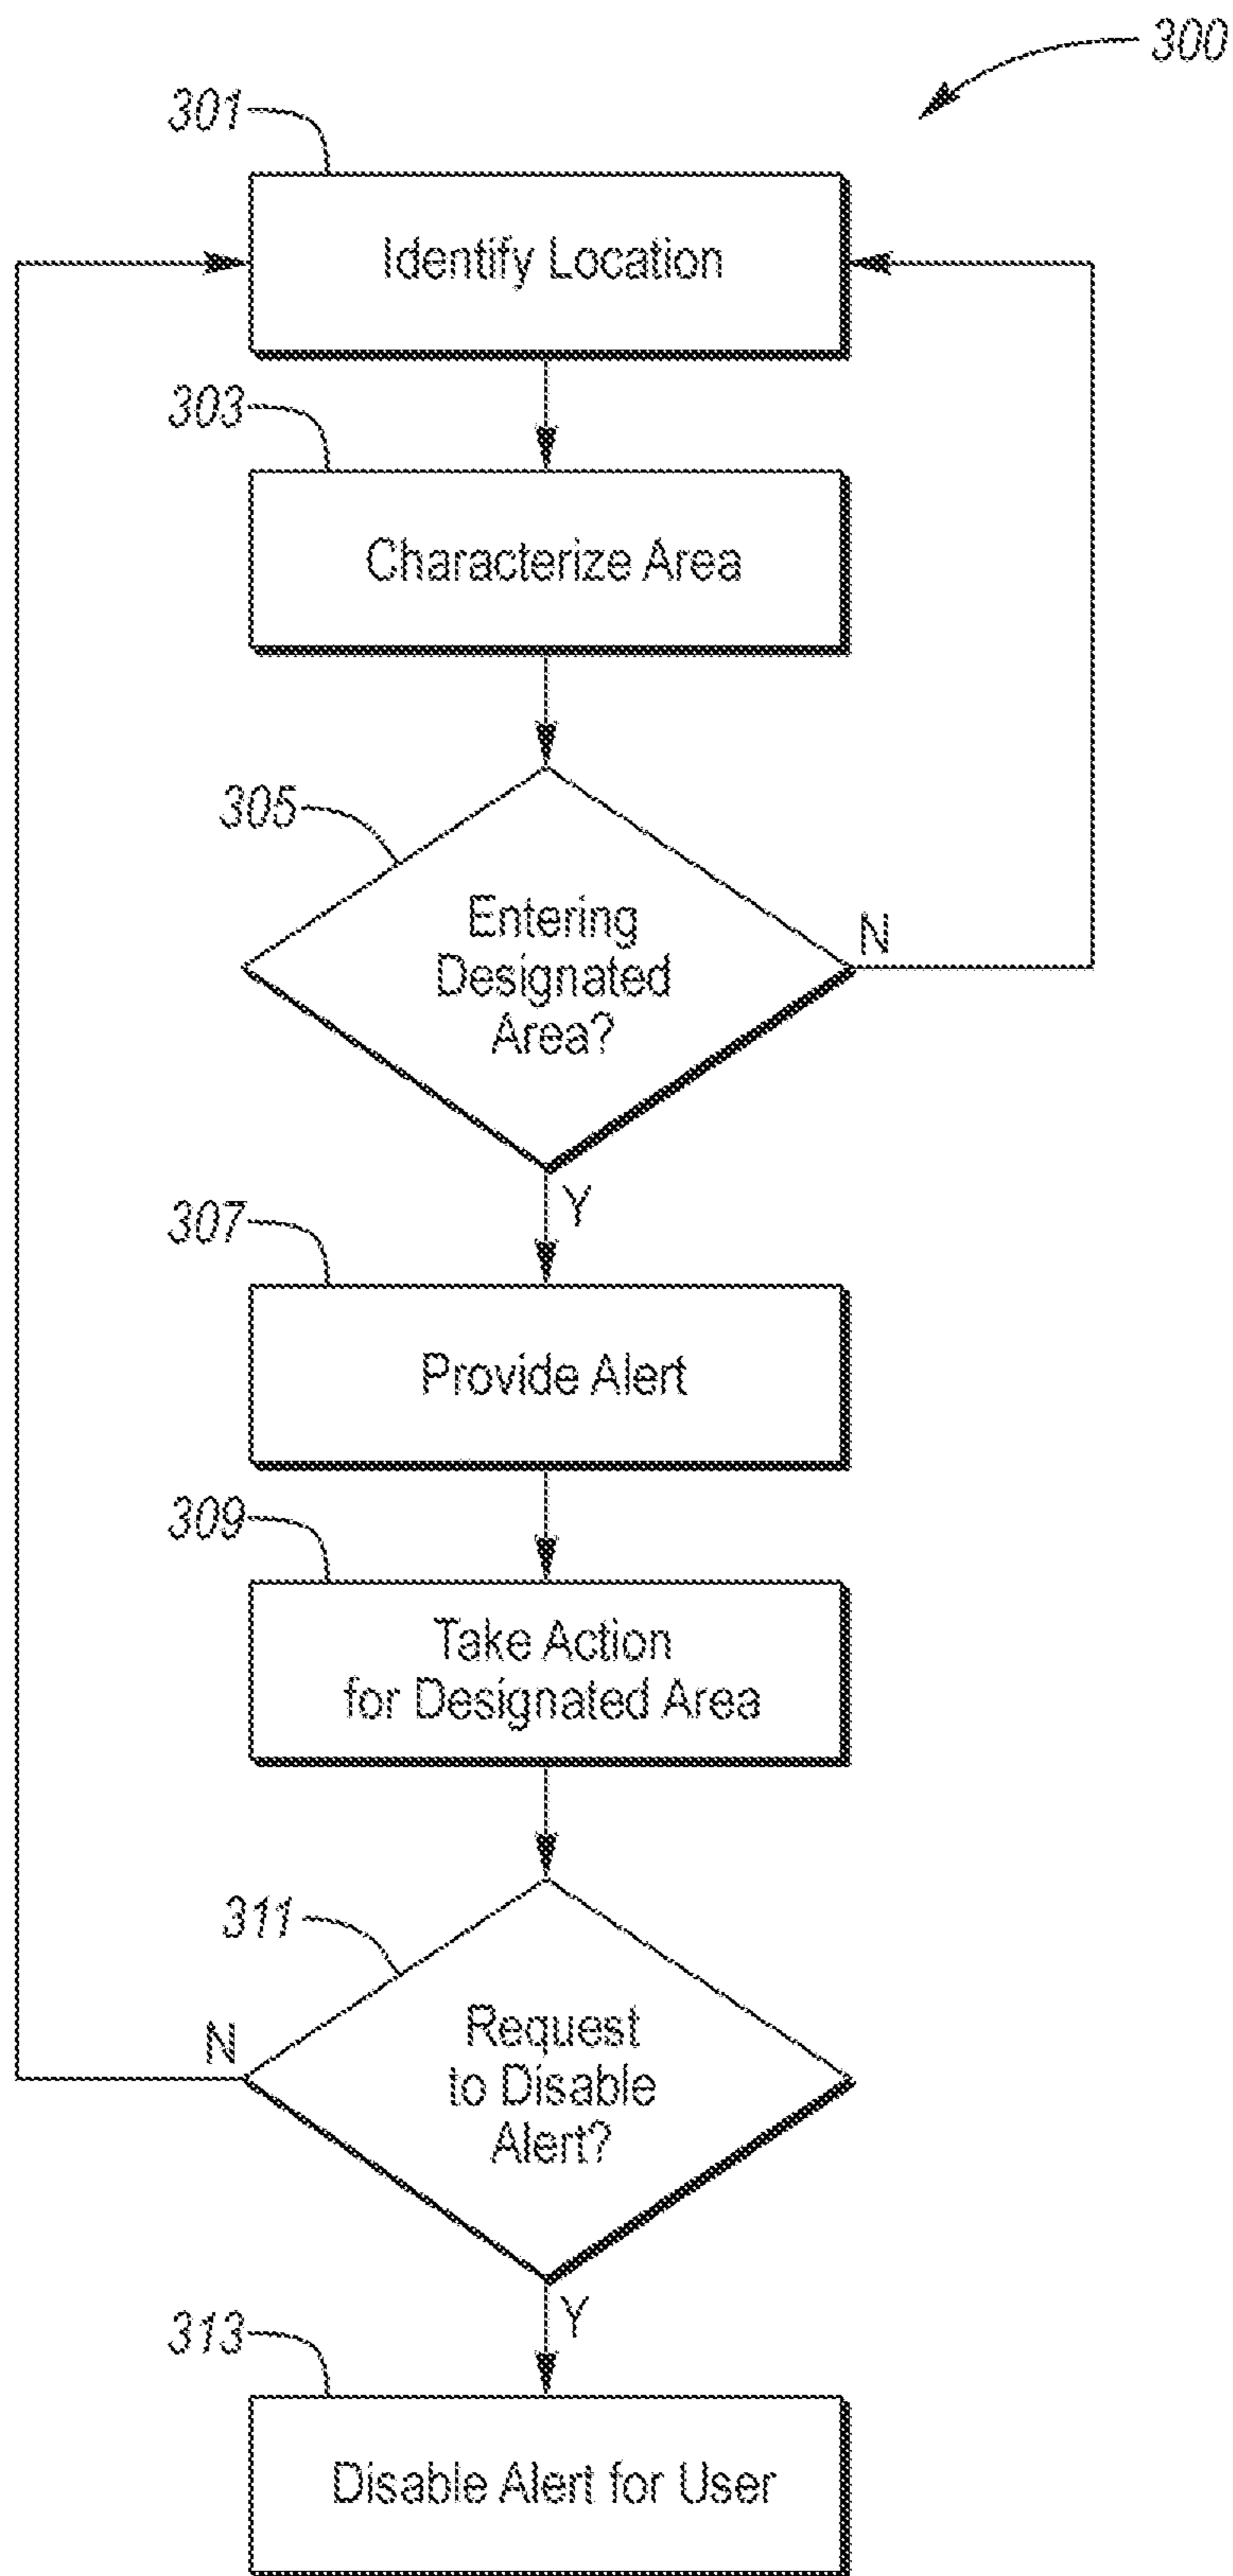 300
301
Identify Location
303
Characterize Area
305
Entering
Designated
Area?
N
Y
307
Provide Alert
309
Take Action
for Designated Area
311
N
Request
to Disable
Alert?
Y
313
Disable Alert for User